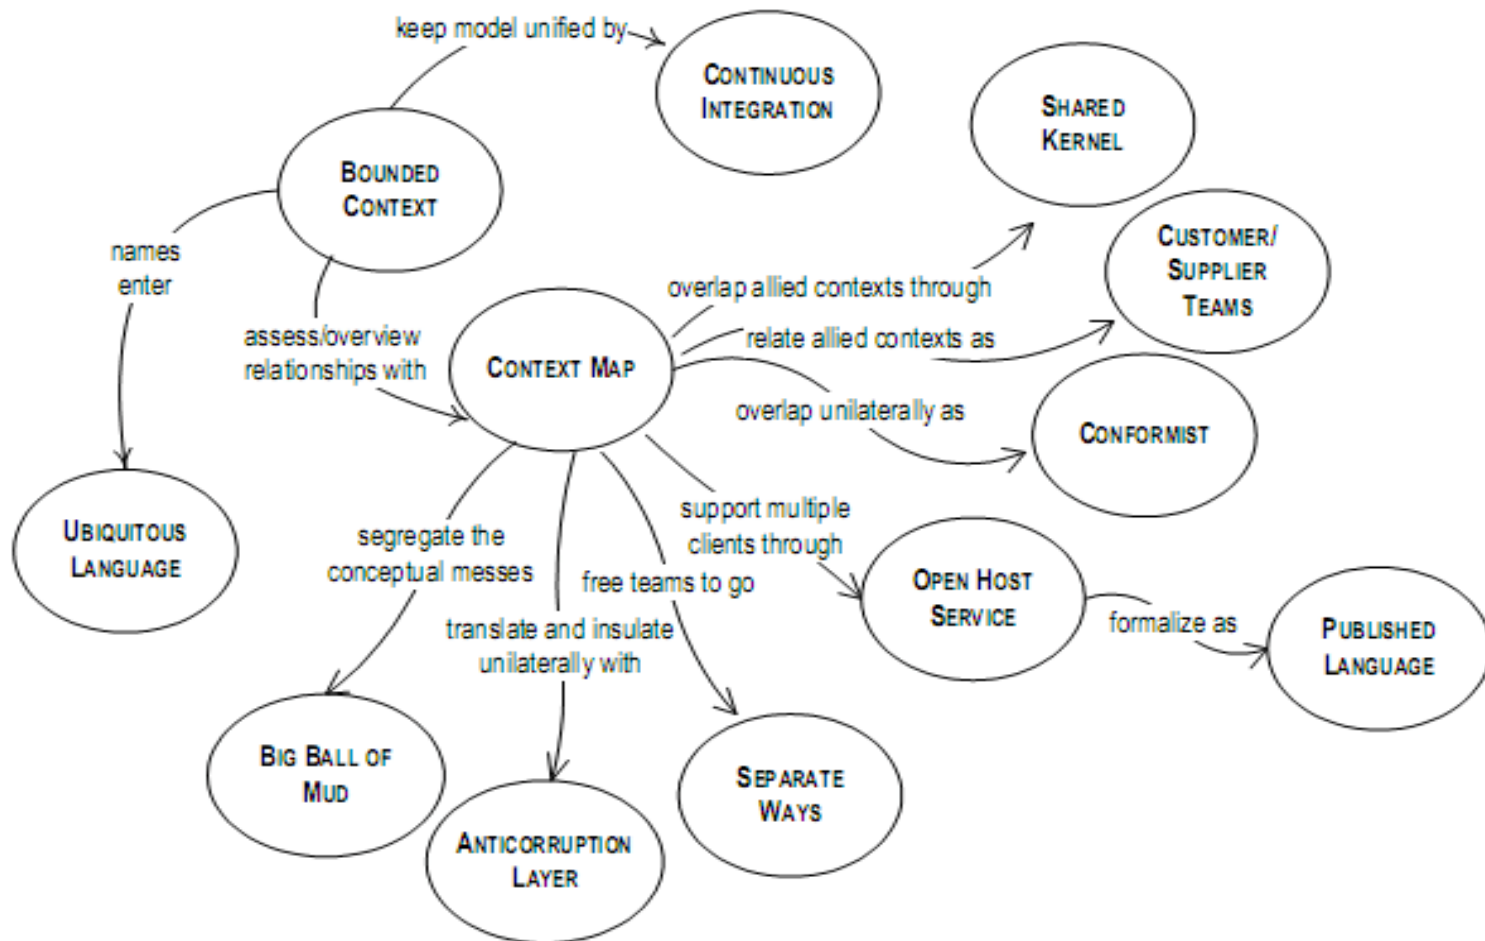 keep model unified by
CONTINUOUS
INTEGRATION
SHARED
KERNEL
BOUNDED
CONTEXT
names
enter
CUSTOMER/
SUPPLIER
TEAMS
overlap allied contexts through
assess/overview
relationships with
relate allied contexts as
CONTEXT MAP
overlap unilaterally as
CONFORMIST
UBIQUITOUS
LANGUAGE
segregate the
conceptual messes
support multiple
clients through
free teams to go
OPEN HOST
SERVICE
formalize as
PUBLISHED
LANGUAGE
translate and insulate
unilaterally with
BIG BALL OF
MUD
SEPARATE
WAYS
ANTICORRUPTION
LAYER